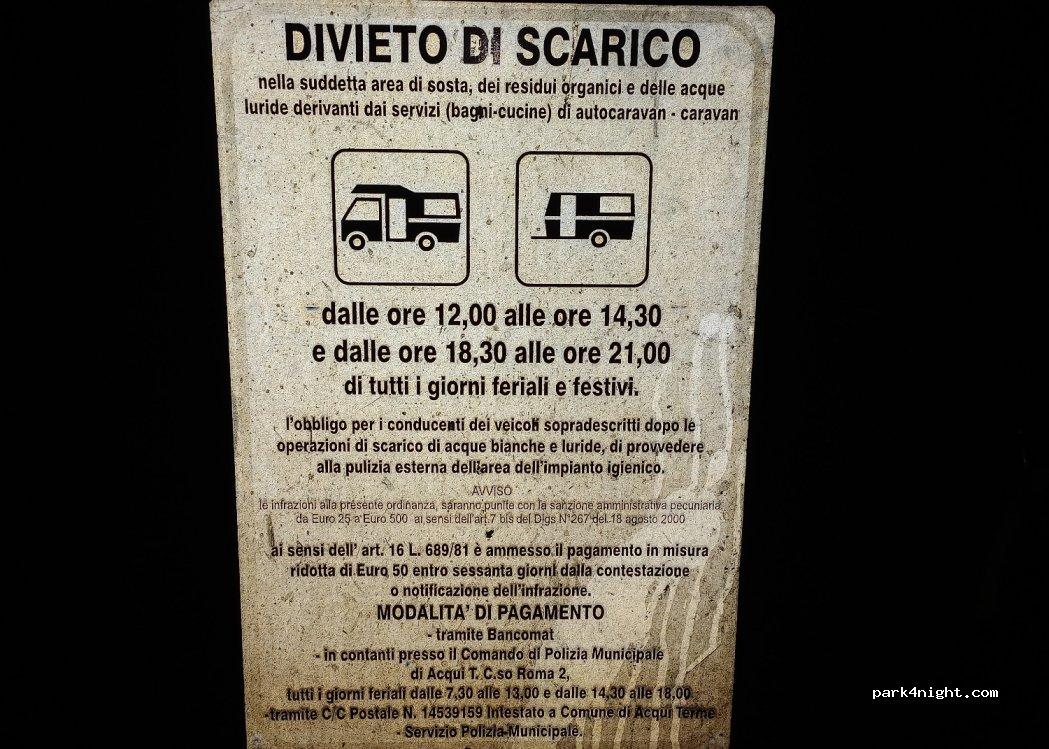 DIVIETO DI SCARICO
nella suddetta area di sosta, dei residui organici e delle acque
luride derivanti dai servizi (bagni-cucine) di autocaravan - caravan
dalle ore 12,00 alle ore 14,30
e dalle ore 18,30 alle ore 21,00
di tutti i giorni feriali e festivi.
l'obbligo per i conducenti dei veicoli sopradescritti dopo le
operazioni di scarico di acque bianche e luride, di provvedere
alla pulizia esterna dell'area dell'impianto igienico.
AVVISO
le infrazioni alla presente ordinanza, saranno punite con la sanzione amministrativa pecuniaria
da Euro 25 a Euro 500 ai sensi dell'art.7 bis del Dlgs N°267 del 18 agosto 2000
ai sensi dell' art. 16 L. 689/81 è ammesso il pagamento in misura
ridotta di Euro 50 entro sessanta giorni dalla contestazione
o notificazione dell'infrazione.
MODALITA' DI PAGAMENTO
- tramite Bancomat
- in contanti presso il Comando di Polizia Municipale
di Acqui T. C.so Roma 2,
tutti i giorni feriali dalle 7,30 alle 13,00 e dalle 14,30 alle 18,00
-tramite C/C Postale N. 14539159 Intestato a Comune di Acqui Terme
- Servizio Polizia Municipale.
park4night.com